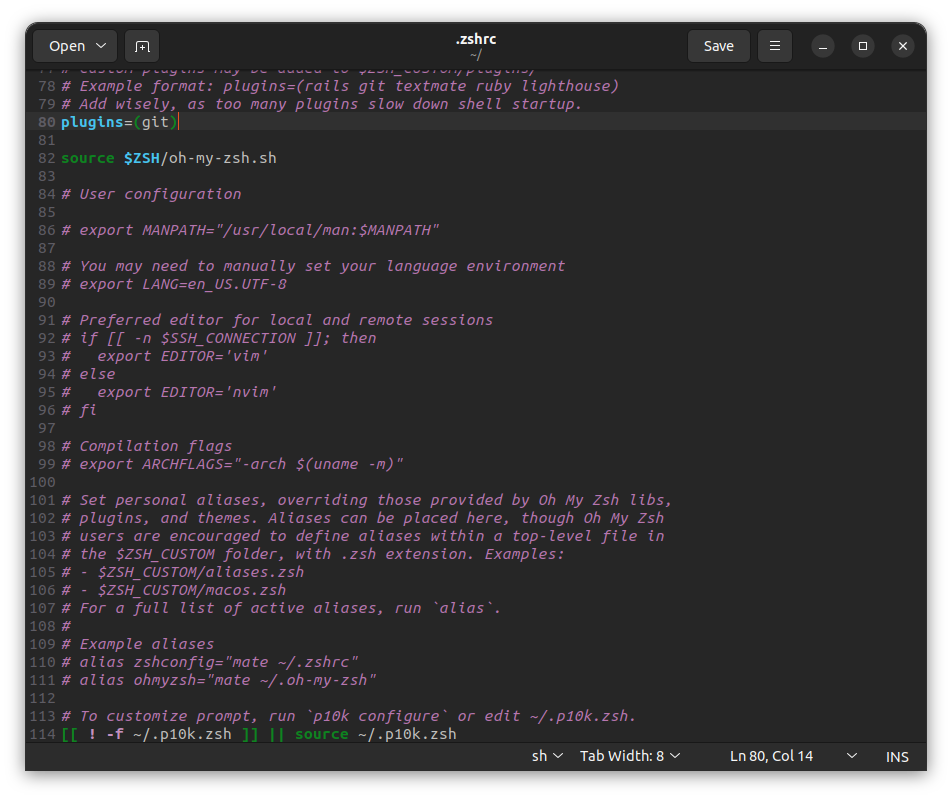 Open
.zshrc
~/
Save
77 # Custom plugins may be added to $ZSH_CUSTOM/plugins/
78 # Example format: plugins=(rails git textmate ruby lighthouse)
79 # Add wisely, as too many plugins slow down shell startup.
80 plugins=(git)
81
82 source $ZSH/oh-my-zsh.sh
83
84 # User configuration
85
86 # export MANPATH="/usr/local/man:$MANPATH"
87
88 # You may need to manually set your language environment
89 # export LANG=en_US.UTF-8
90
91 # Preferred editor for local and remote sessions
92 # if [[ -n $SSH_CONNECTION ]]; then
93 #   export EDITOR='vim'
94 # else
95 #   export EDITOR='nvim'
96 # fi
97
98 # Compilation flags
99 # export ARCHFLAGS="-arch $(uname -m)"
100
101 # Set personal aliases, overriding those provided by Oh My Zsh libs,
102 # plugins, and themes. Aliases can be placed here, though Oh My Zsh
103 # users are encouraged to define aliases within a top-level file in
104 # the $ZSH_CUSTOM folder, with .zsh extension. Examples:
105 # - $ZSH_CUSTOM/aliases.zsh
106 # - $ZSH_CUSTOM/macos.zsh
107 # For a full list of active aliases, run `alias`.
108 #
109 # Example aliases
110 # alias zshconfig="mate ~/.zshrc"
111 # alias ohmyzsh="mate ~/.oh-my-zsh"
112
113 # To customize prompt, run `p10k configure` or edit ~/.p10k.zsh.
114 [[ ! -f ~/.p10k.zsh ]] || source ~/.p10k.zsh
sh
Tab Width: 8
Ln 80, Col 14
INS